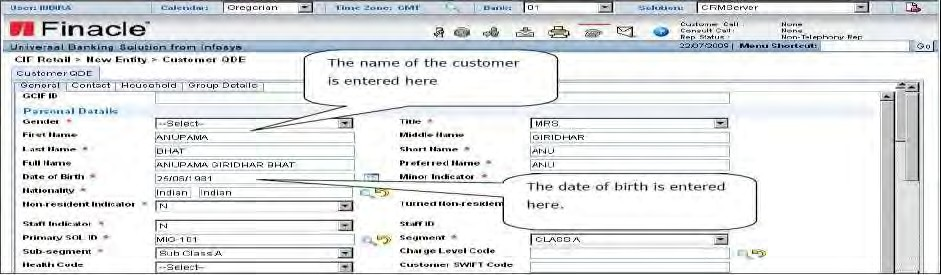 User: INDIRA Calendar: Gregorian Time Zone: GMT Bank: 01 Solution: CRMServer
Finacle
Customer Call : None
Consult Call : None
Rep Status : Non-Telephony Rep
Universal Banking Solution from Infosys 22/07/2009 | Menu Shortcut: Go
CIF Retail > New Entity > Customer QDE
Customer QDE
General Contact Household Group Details
The name of the customer
is entered here
GCIF ID
Personal Details
Gender * --Select-- Title * MRS.
First Name ANUPAMA Middle Name GIRIDHAR
Last Name * BHAT Short Name * ANU
Full Name ANUPAMA GIRIDHAR BHAT Preferred Name * ANU
Date of Birth * 25/06/1981 Minor Indicator *
Nationality * Indian Indian
The date of birth is entered
here.
Non-resident Indicator * N Turned Non-resident
Staff Indicator * N Staff ID
Primary SOL ID * MIG-101 Segment * CLASS A
Sub-segment * Sub Class A Charge Level Code
Health Code --Select-- Customer SWIFT Code